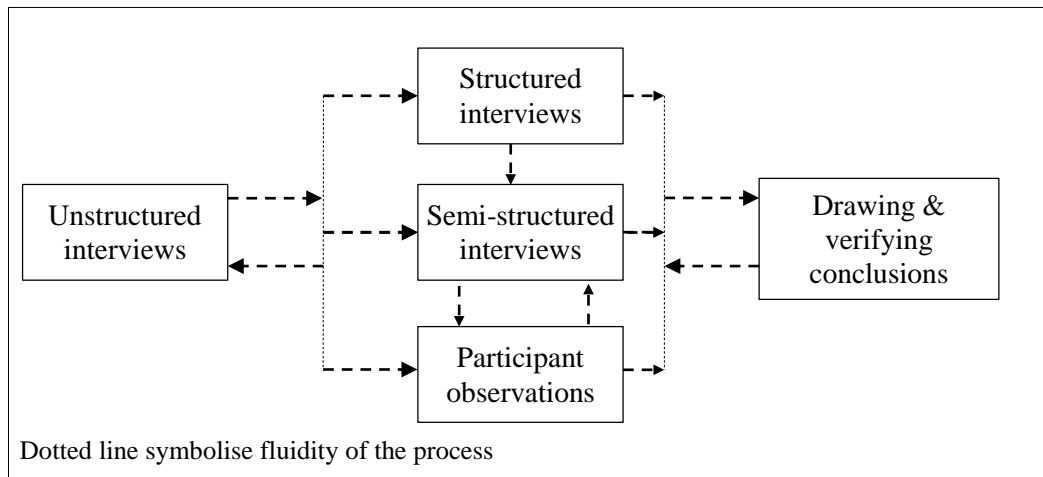 Structured
interviews
Unstructured
interviews
Semi-structured
interviews
Drawing &
verifying
conclusions
Participant
observations
Dotted line symbolise fluidity of the process